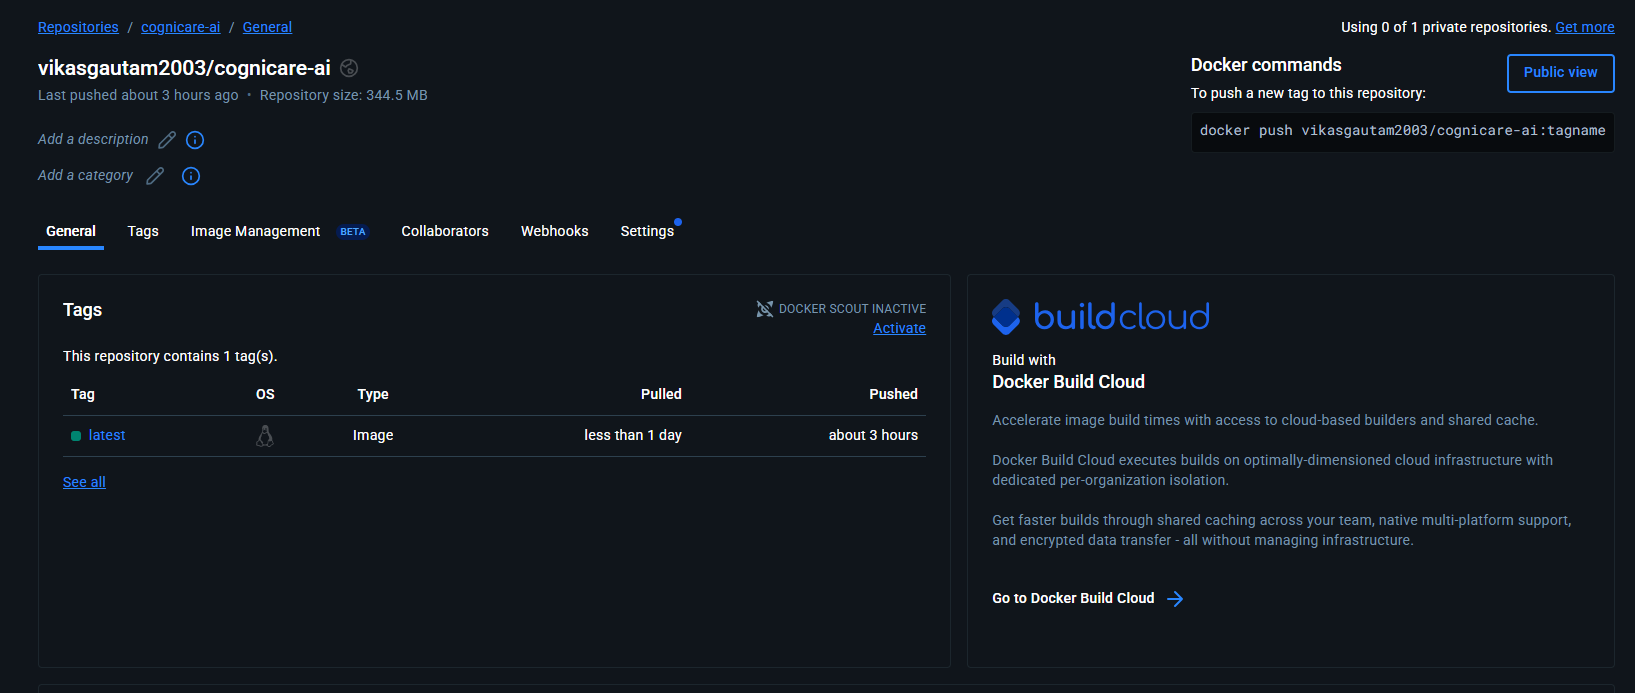 Repositories / cognicare-ai / General
Using 0 of 1 private repositories. Get more
vikasgautam2003/cognicare-ai
Last pushed about 3 hours ago • Repository size: 344.5 MB
Add a description
Add a category
Docker commands
Public view
To push a new tag to this repository:
docker push vikasgautam2003/cognicare-ai:tagname
General Tags Image Management BETA Collaborators Webhooks Settings
Tags
DOCKER SCOUT INACTIVE
Activate
This repository contains 1 tag(s).
Tag OS Type Pulled Pushed
latest Image less than 1 day about 3 hours
See all
buildcloud
Build with
Docker Build Cloud
Accelerate image build times with access to cloud-based builders and shared cache.
Docker Build Cloud executes builds on optimally-dimensioned cloud infrastructure with
dedicated per-organization isolation.
Get faster builds through shared caching across your team, native multi-platform support,
and encrypted data transfer - all without managing infrastructure.
Go to Docker Build Cloud